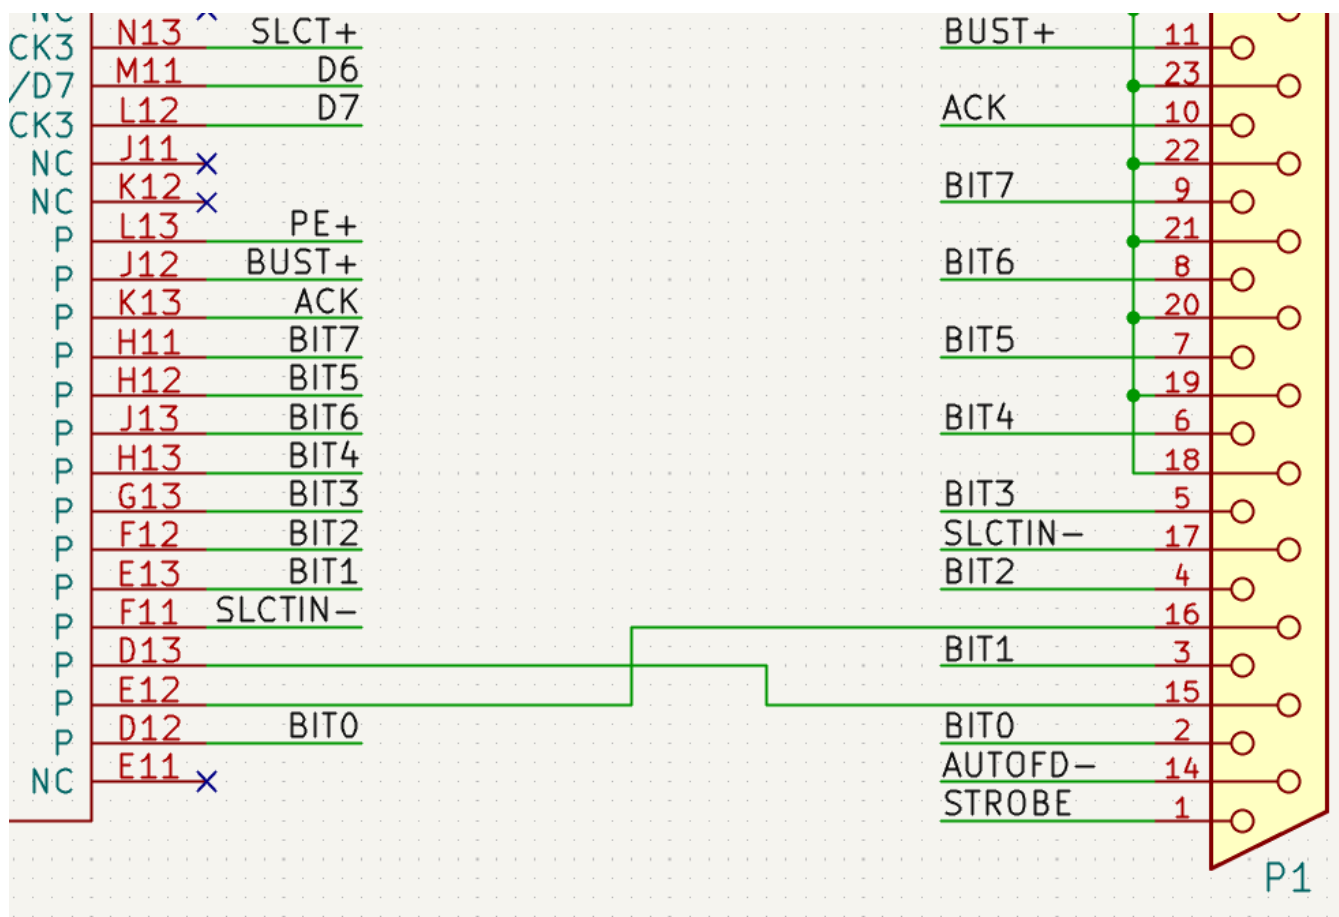 NC
N13 SLCT+
CK3
BUST+ 11
M11 D6
/D7
23
L12 D7
CK3
ACK 10
J11
NC
22
K12
NC
BIT7 9
L13 PE+
P
21
J12 BUST+
P
BIT6 8
K13 ACK
P
20
H11 BIT7
P
BIT5 7
H12 BIT5
P
19
J13 BIT6
P
BIT4 6
H13 BIT4
P
18
G13 BIT3
P
BIT3 5
F12 BIT2
P
SLCTIN- 17
E13 BIT1
P
BIT2 4
F11 SLCTIN-
P
16
D13
P
BIT1 3
E12
P
15
D12 BIT0
P
BIT0 2
E11
NC
AUTOFD- 14
STROBE 1
P1